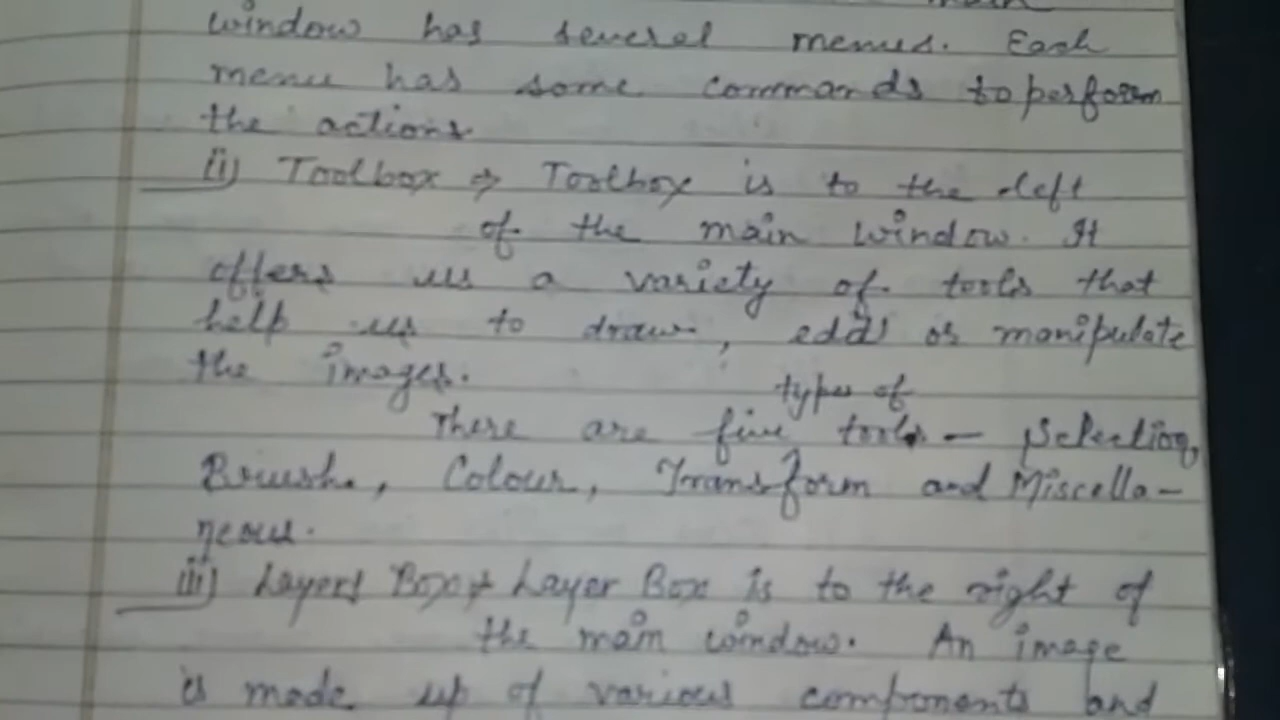 main
window has several menus. Each
menu has some commands to perform
the actions.
ii) Toolbox ⇒ Toolbox is to the left
of the main window. It
offers us a variety of tools that
help us to draw, edd or manipulate
the images.
types of
There are five tools – Selection,
Brush, Colour, Transform and Miscella-
neous.
iii) Layers Box ⇒ Layer Box is to the right of
the main window. An image
is made up of various components and